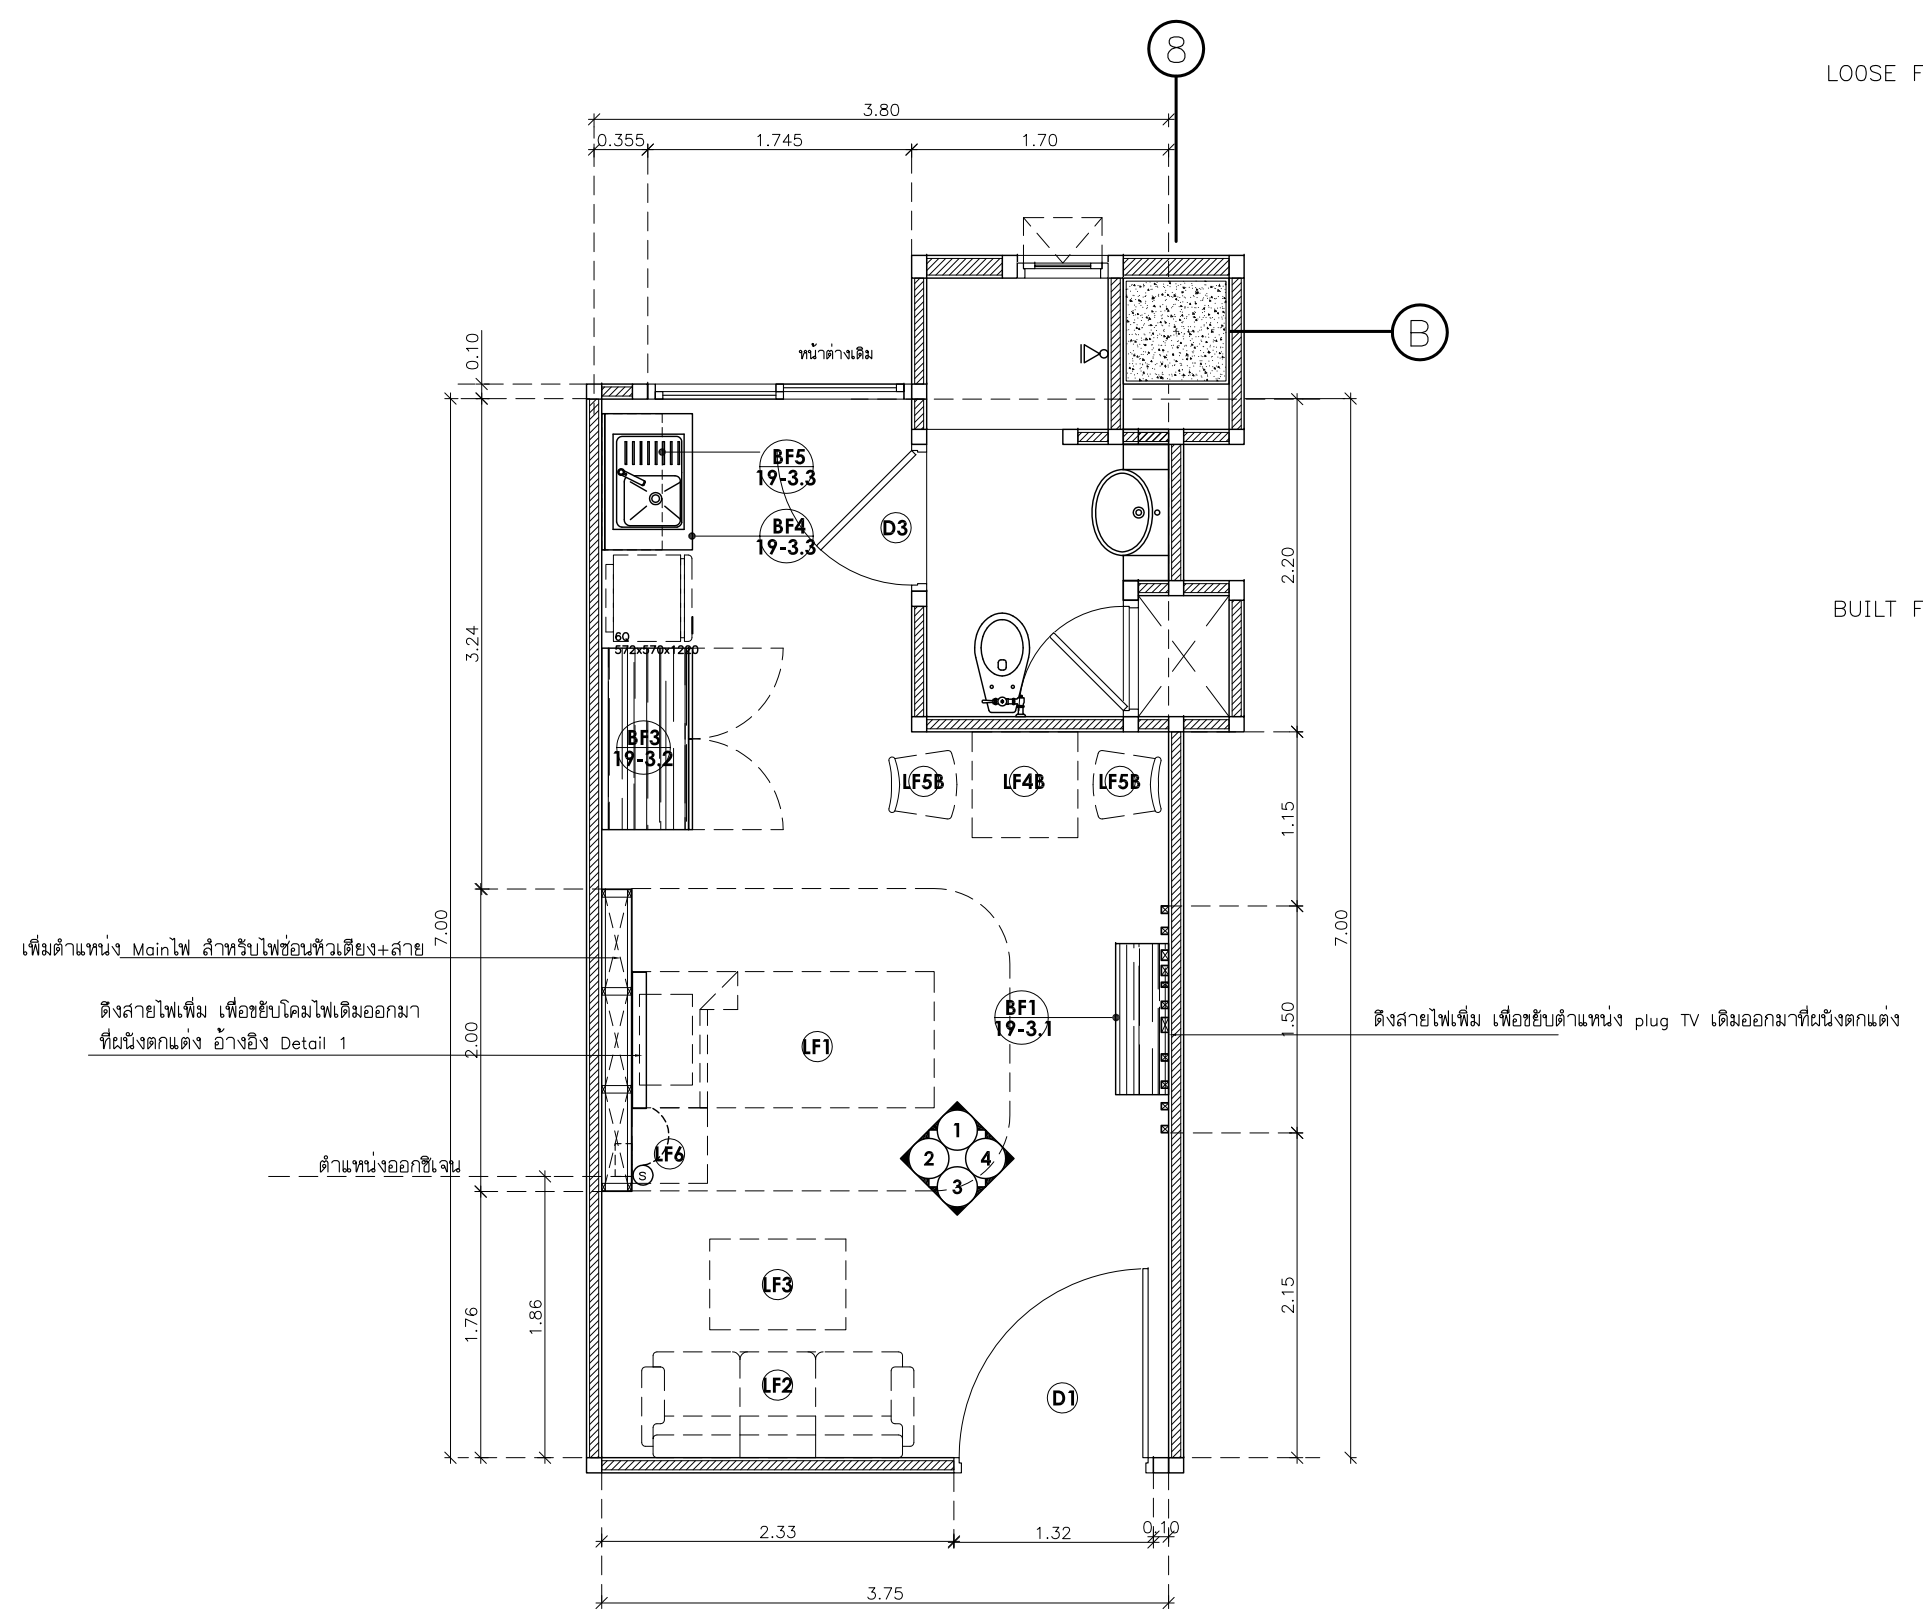 8
LOOSE F
3.80
0.355
1.745
1.70
B
0.10
หน้าต่างเดิม
BF5
19-3.3
BF4
19-3.3
D3
2.20
BUILT F
3.24
6Q
572x570x1220
BF3
19-3.2
LF5B
LF4B
LF5B
1.15
7.00
7.00
เพิ่มตำแหน่ง Mainไฟ สำหรับไฟซ่อนหัวเตียง+สาย
ดึงสายไฟเพิ่ม เพื่อขยับโคมไฟเดิมออกมา
ที่ผนังตกแต่ง อ้างอิง Detail 1
2.00
LF1
BF1
19-3.1
1.50
ดึงสายไฟเพิ่ม เพื่อขยับตำแหน่ง plug TV เดิมออกมาที่ผนังตกแต่ง
1
2
4
3
ตำแหน่งออกซิเจน
LF6
S
LF3
1.76
1.86
2.15
LF2
D1
2.33
1.32
0.10
3.75